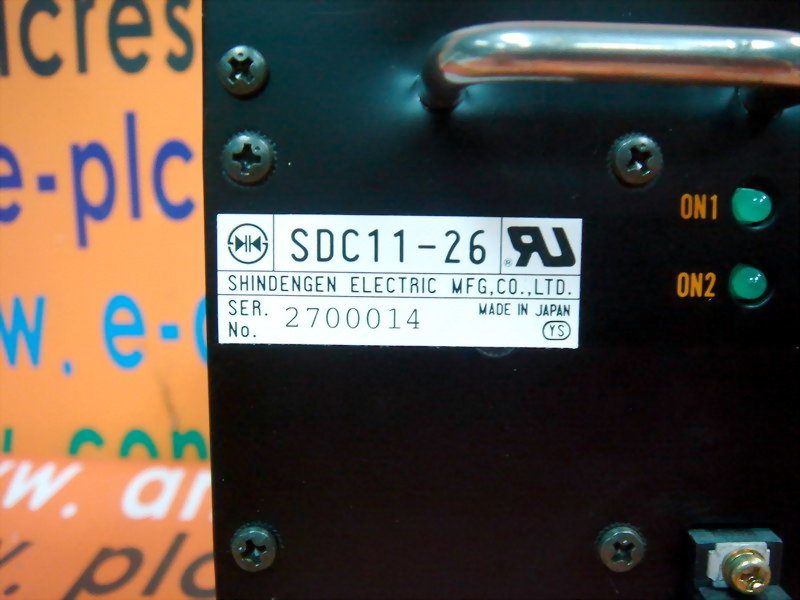 SDC11-26
SHINDENGEN ELECTRIC MFG,CO.,LTD.
SER. No. 2700014
MADE IN JAPAN
YS
ON1
ON2
e-plc
w. e-